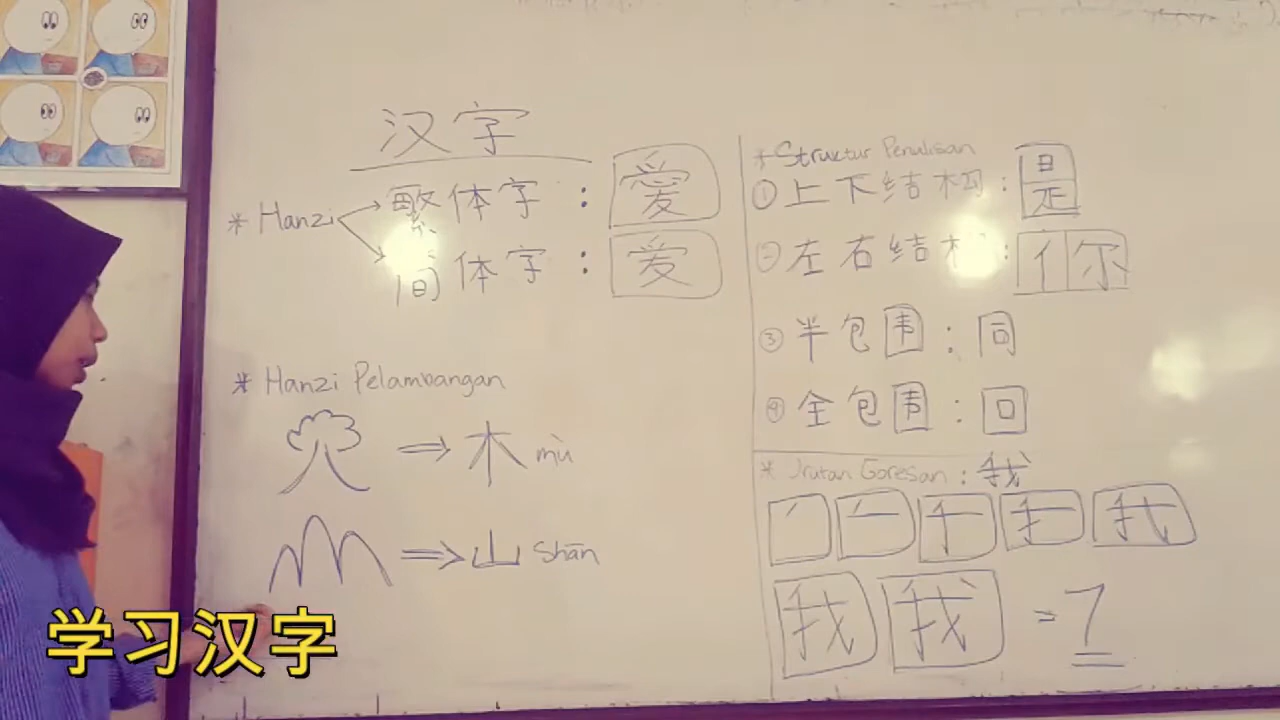 汉字
* Hanzi
繁体字 : 愛
简体字 : 爱
* Hanzi Pelambangan
⇒ 木 mù
⇒ 山 Shān
* Struktur Penulisan
① 上下结构 : 是
② 左右结构 : 你
③ 半包围 : 同
④ 全包围 : 回
* Urutan Goresan : 我
我 我 = 7
学习汉字